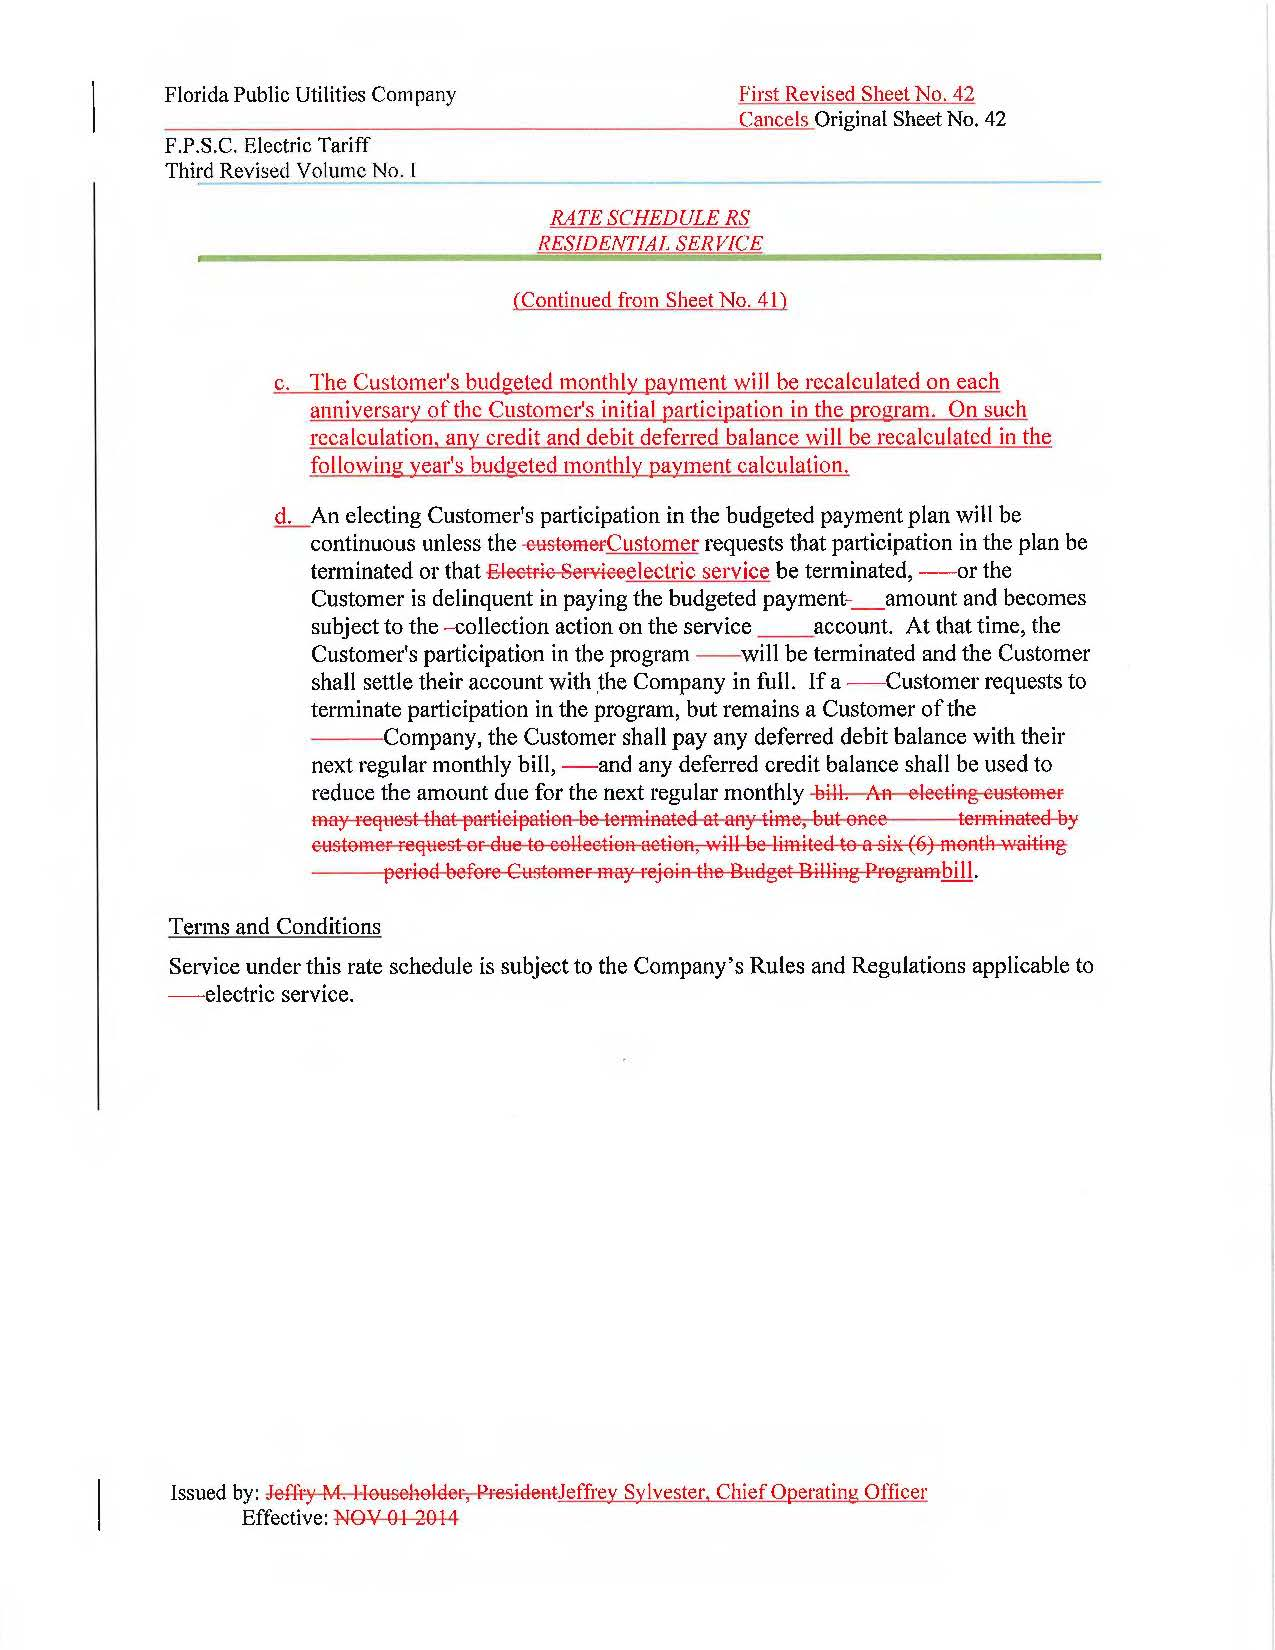 Florida Public Utilities Company First Revised Sheet No. 42
Cancels Original Sheet No. 42
F.P.S.C. Electric Tariff
Third Revised Volume No. I
RATE SCHEDULE RS
RESIDENTIAL SERVICE
(Continued from Sheet No. 41)
c. The Customer's budgeted monthly payment will be recalculated on each
anniversary of the Customer's initial participation in the program. On such
recalculation, any credit and debit deferred balance will be recalculated in the
following year's budgeted monthly payment calculation.
d. An electing Customer's participation in the budgeted payment plan will be
continuous unless the customerCustomer requests that participation in the plan be
terminated or that Electric Serviceelectric service be terminated, or the
Customer is delinquent in paying the budgeted payment- amount and becomes
subject to the collection action on the service account. At that time, the
Customer's participation in the program will be terminated and the Customer
shall settle their account with the Company in full. If a Customer requests to
terminate participation in the program, but remains a Customer of the
Company, the Customer shall pay any deferred debit balance with their
next regular monthly bill, and any deferred credit balance shall be used to
reduce the amount due for the next regular monthly bill. An electing customer
may request that participation be terminated at any time, but once terminated by
customer request or due to collection action, will be limited to a six (6) month waiting
period before Customer may rejoin the Budget Billing Programbill.
Terms and Conditions
Service under this rate schedule is subject to the Company’s Rules and Regulations applicable to
electric service.
Issued by: Jeffry M. Householder, PresidentJeffrey Sylvester, Chief Operating Officer
Effective: NOV 01 2014